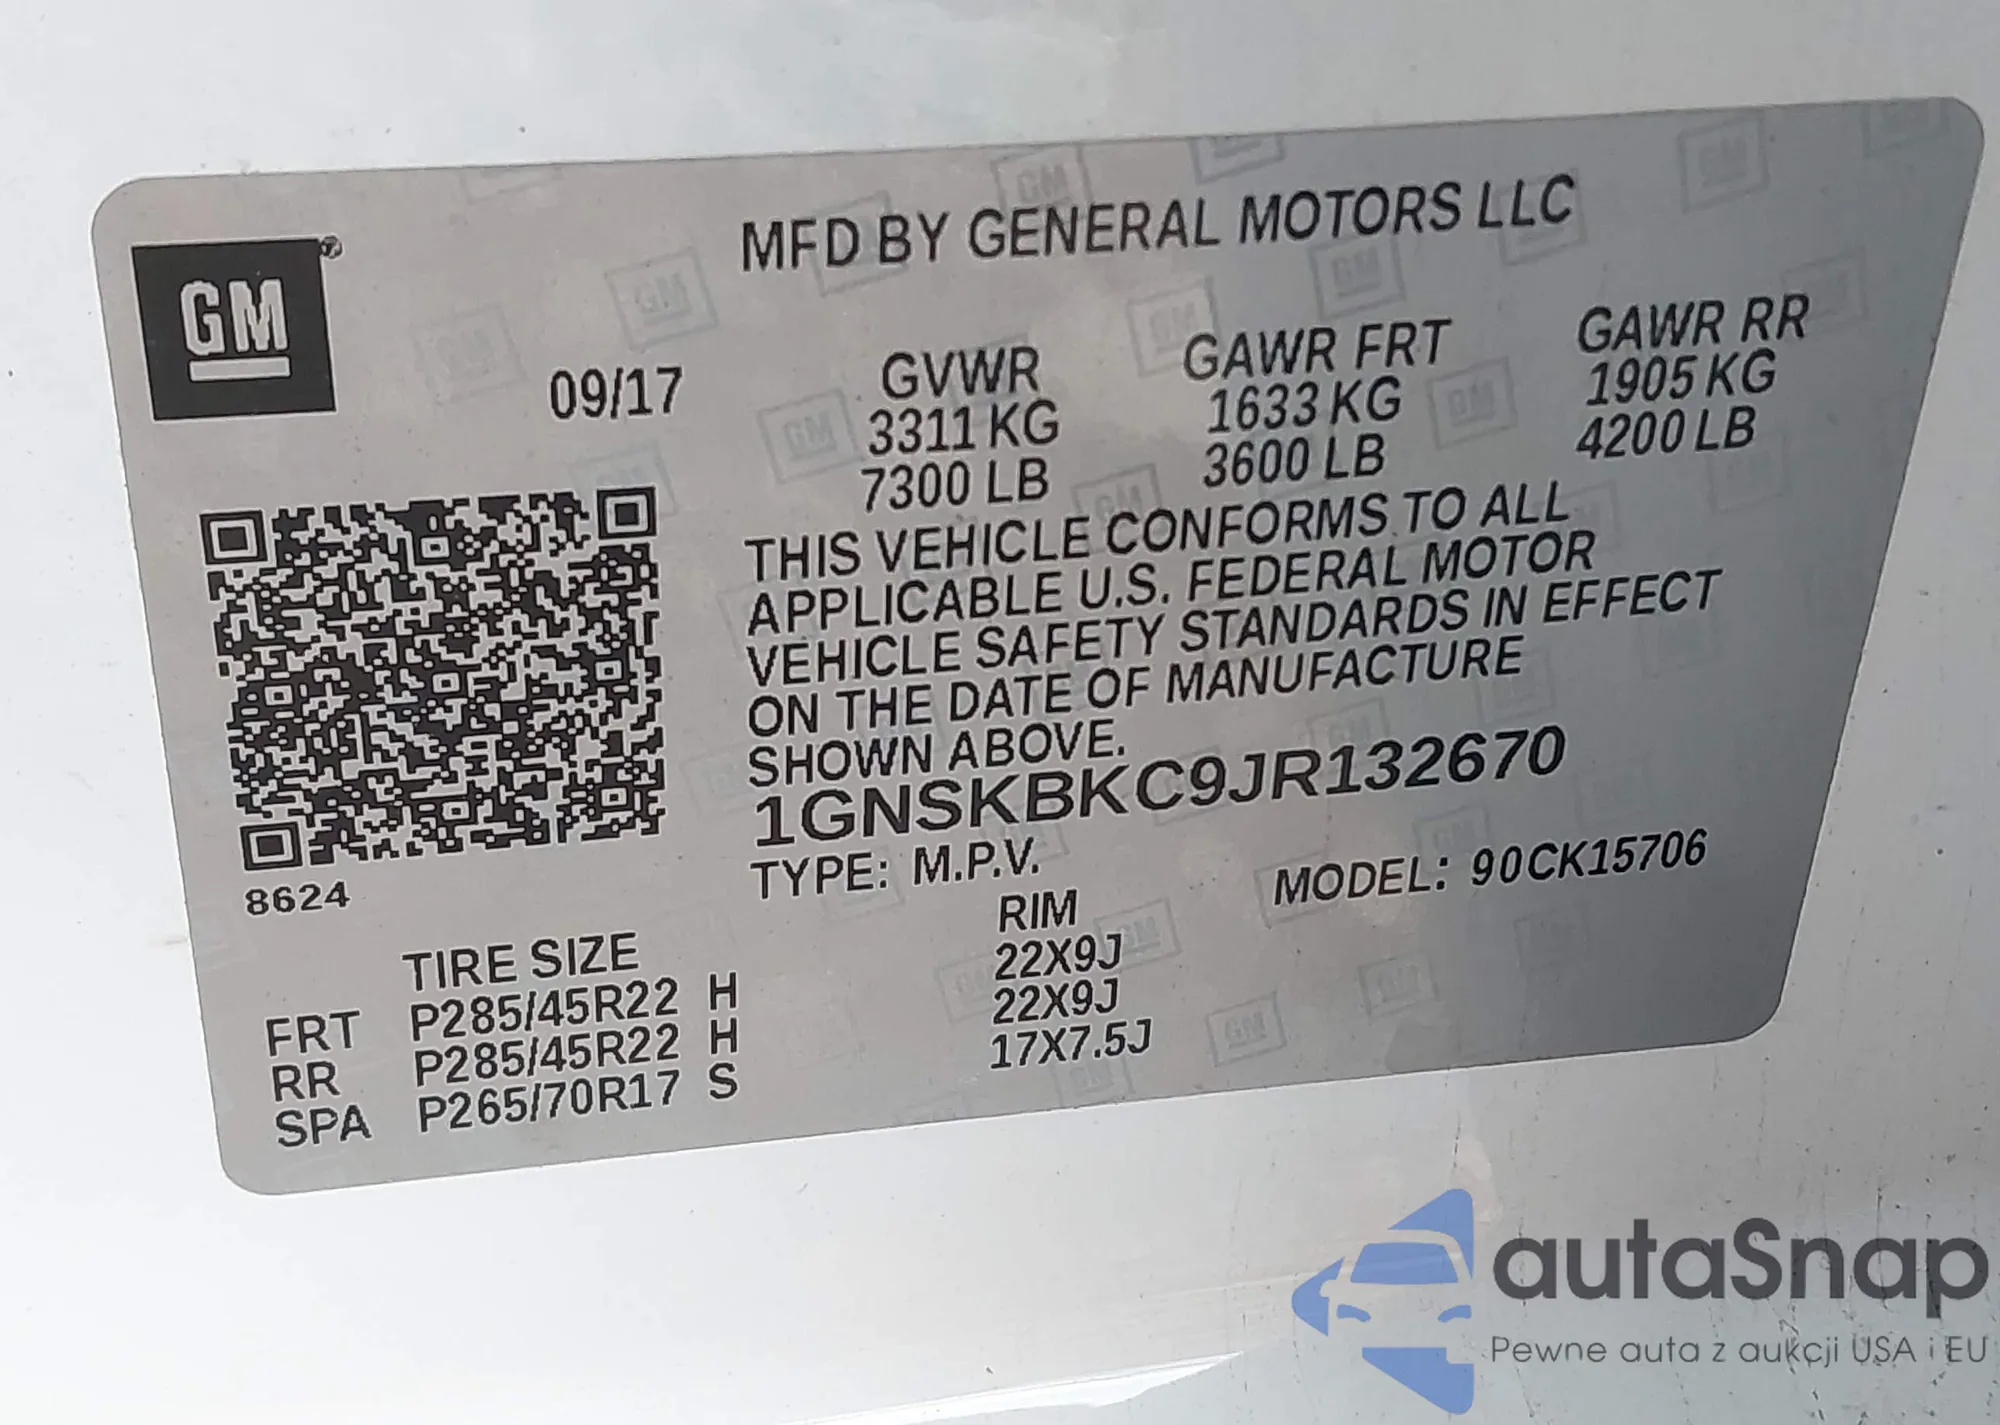 GM
MFD BY GENERAL MOTORS LLC
09/17
GVWR GAWR FRT GAWR RR
3311 KG 1633 KG 1905 KG
7300 LB 3600 LB 4200 LB
THIS VEHICLE CONFORMS TO ALL
APPLICABLE U.S. FEDERAL MOTOR
VEHICLE SAFETY STANDARDS IN EFFECT
ON THE DATE OF MANUFACTURE
SHOWN ABOVE.
1GNSKBKC9JR132670
TYPE: M.P.V. MODEL: 90CK15706
8624
TIRE SIZE RIM
FRT P285/45R22 H 22X9J
RR P285/45R22 H 22X9J
SPA P265/70R17 S 17X7.5J
autaSnap
Pewne auta z aukcji USA i EU